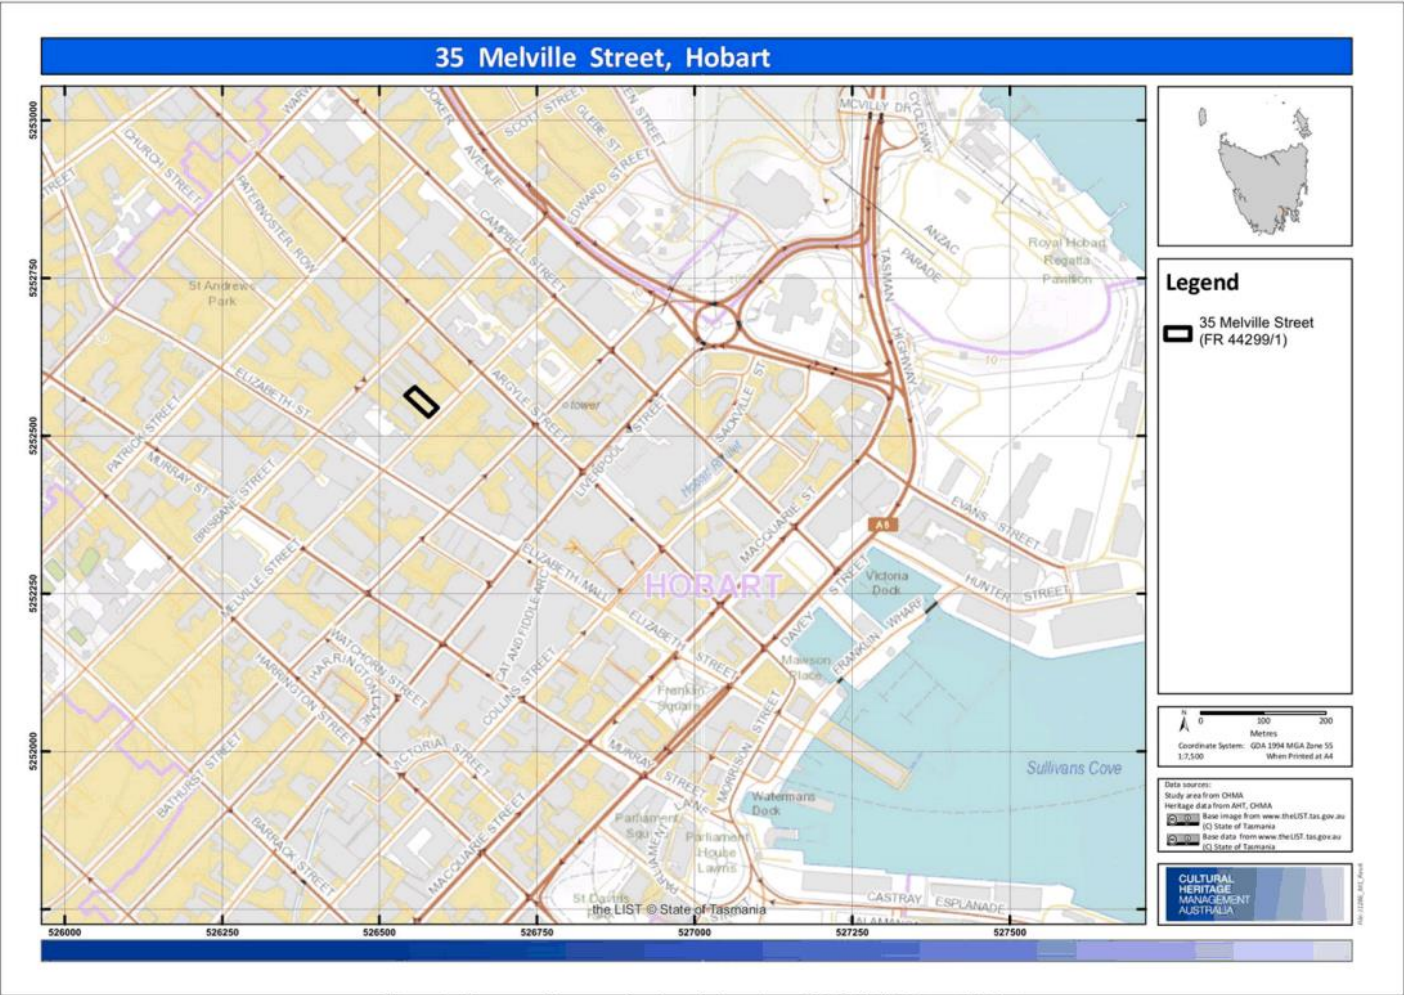 35 Melville Street, Hobart
5253000
5252750
5252500
5252250
5252000
526000
526250
526500
526750
527000
527250
527500
SCOTT STREET
GLEBE ST
EDWARD STREET
AVENUE
MCVILLY DR
CYCLEWAY
CHURCH STREET
PATERNOSTER ROW
CAMPBELL STREET
ANZAC
PARADE
TASMAN
HIGHWAY
Royal Hobart
Regatta
Pavilion
10
St Andrews
Park
ELIZABETH ST
ARGYLE STREET
tower
SACKVILLE ST
LIVERPOOL STREET
Hobart Rivulet
PATRICK STREET
MURRAY ST
BRISBANE STREET
MELVILLE STREET
MACQUARIE ST
A6
EVANS STREET
HUNTER STREET
Victoria
Dock
ELIZABETH MALL
HOBART
CAT AND FIDDLE ARC
ELIZABETH STREET
DAVEY STREET
FRANKLIN WHARF
Mawson
Place
WATCHORN STREET
HARRINGTON LANE
HARRINGTON STREET
COLLINS STREET
Franklin
Square
VICTORIA STREET
MURRAY STREET
LANE
MORRISON STREET
BATHURST STREET
BARRACK STREET
MACQUARIE STREET
Watermans
Dock
Sullivans Cove
Parliament
Parliament
House
Lawns
St Davids
the LIST © State of Tasmania
CASTRAY ESPLANADE
Legend
35 Melville Street
(FR 44299/1)
N
0 100 200
Metres
Coordinate System: GDA 1994 MGA Zone 55
1:7,500 When Printed at A4
Data sources:
Study area from CHMA
Heritage data from AHT, CHMA
Base image from www.theLIST.tas.gov.au
(C) State of Tasmania
Base data from www.theLIST.tas.gov.au
(C) State of Tasmania
CULTURAL
HERITAGE
MANAGEMENT
AUSTRALIA